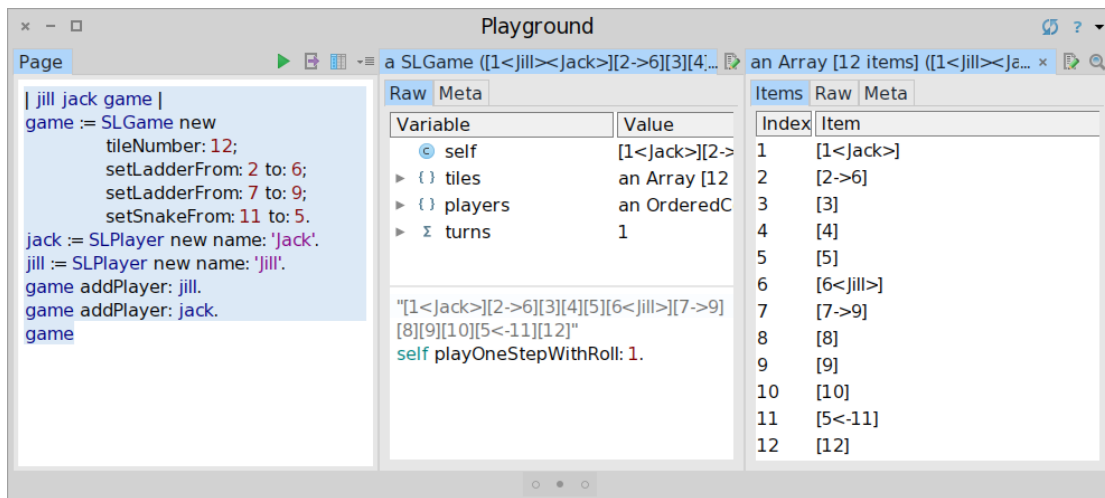 Playground
?
Page
| jill jack game |
game := SLGame new
tileNumber: 12;
setLadderFrom: 2 to: 6;
setLadderFrom: 7 to: 9;
setSnakeFrom: 11 to: 5.
jack := SLPlayer new name: 'Jack'.
jill := SLPlayer new name: 'Jill'.
game addPlayer: jill.
game addPlayer: jack.
game
a SLGame ([1<Jill><Jack>][2->6][3][4]...
Raw Meta
Variable Value
c self [1<Jack>][2->
{ } tiles an Array [12
{ } players an OrderedC
Σ turns 1
"[1<Jack>][2->6][3][4][5][6<Jill>][7->9]
[8][9][10][5<-11][12]"
self playOneStepWithRoll: 1.
an Array [12 items] ([1<Jill><Ja... ×
Items Raw Meta
Index Item
1 [1<Jack>]
2 [2->6]
3 [3]
4 [4]
5 [5]
6 [6<Jill>]
7 [7->9]
8 [8]
9 [9]
10 [10]
11 [5<-11]
12 [12]